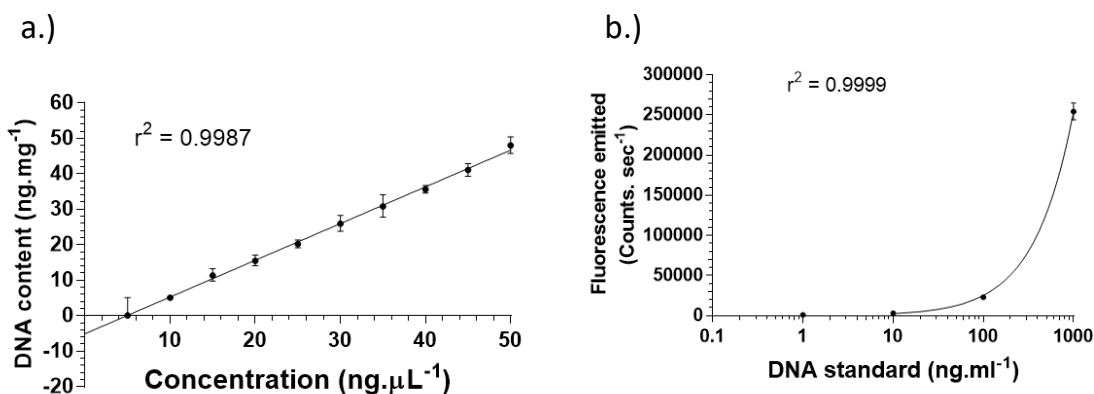 a.)
r² = 0.9987
DNA content (ng.mg⁻¹)
60
50
40
30
20
10
0
-10
-20
10 20 30 40 50
Concentration (ng.μL⁻¹)
b.)
r² = 0.9999
Fluorescence emitted
(Counts. sec⁻¹)
300000
250000
200000
150000
100000
50000
0
0.1 1 10 100 1000
DNA standard (ng.ml⁻¹)